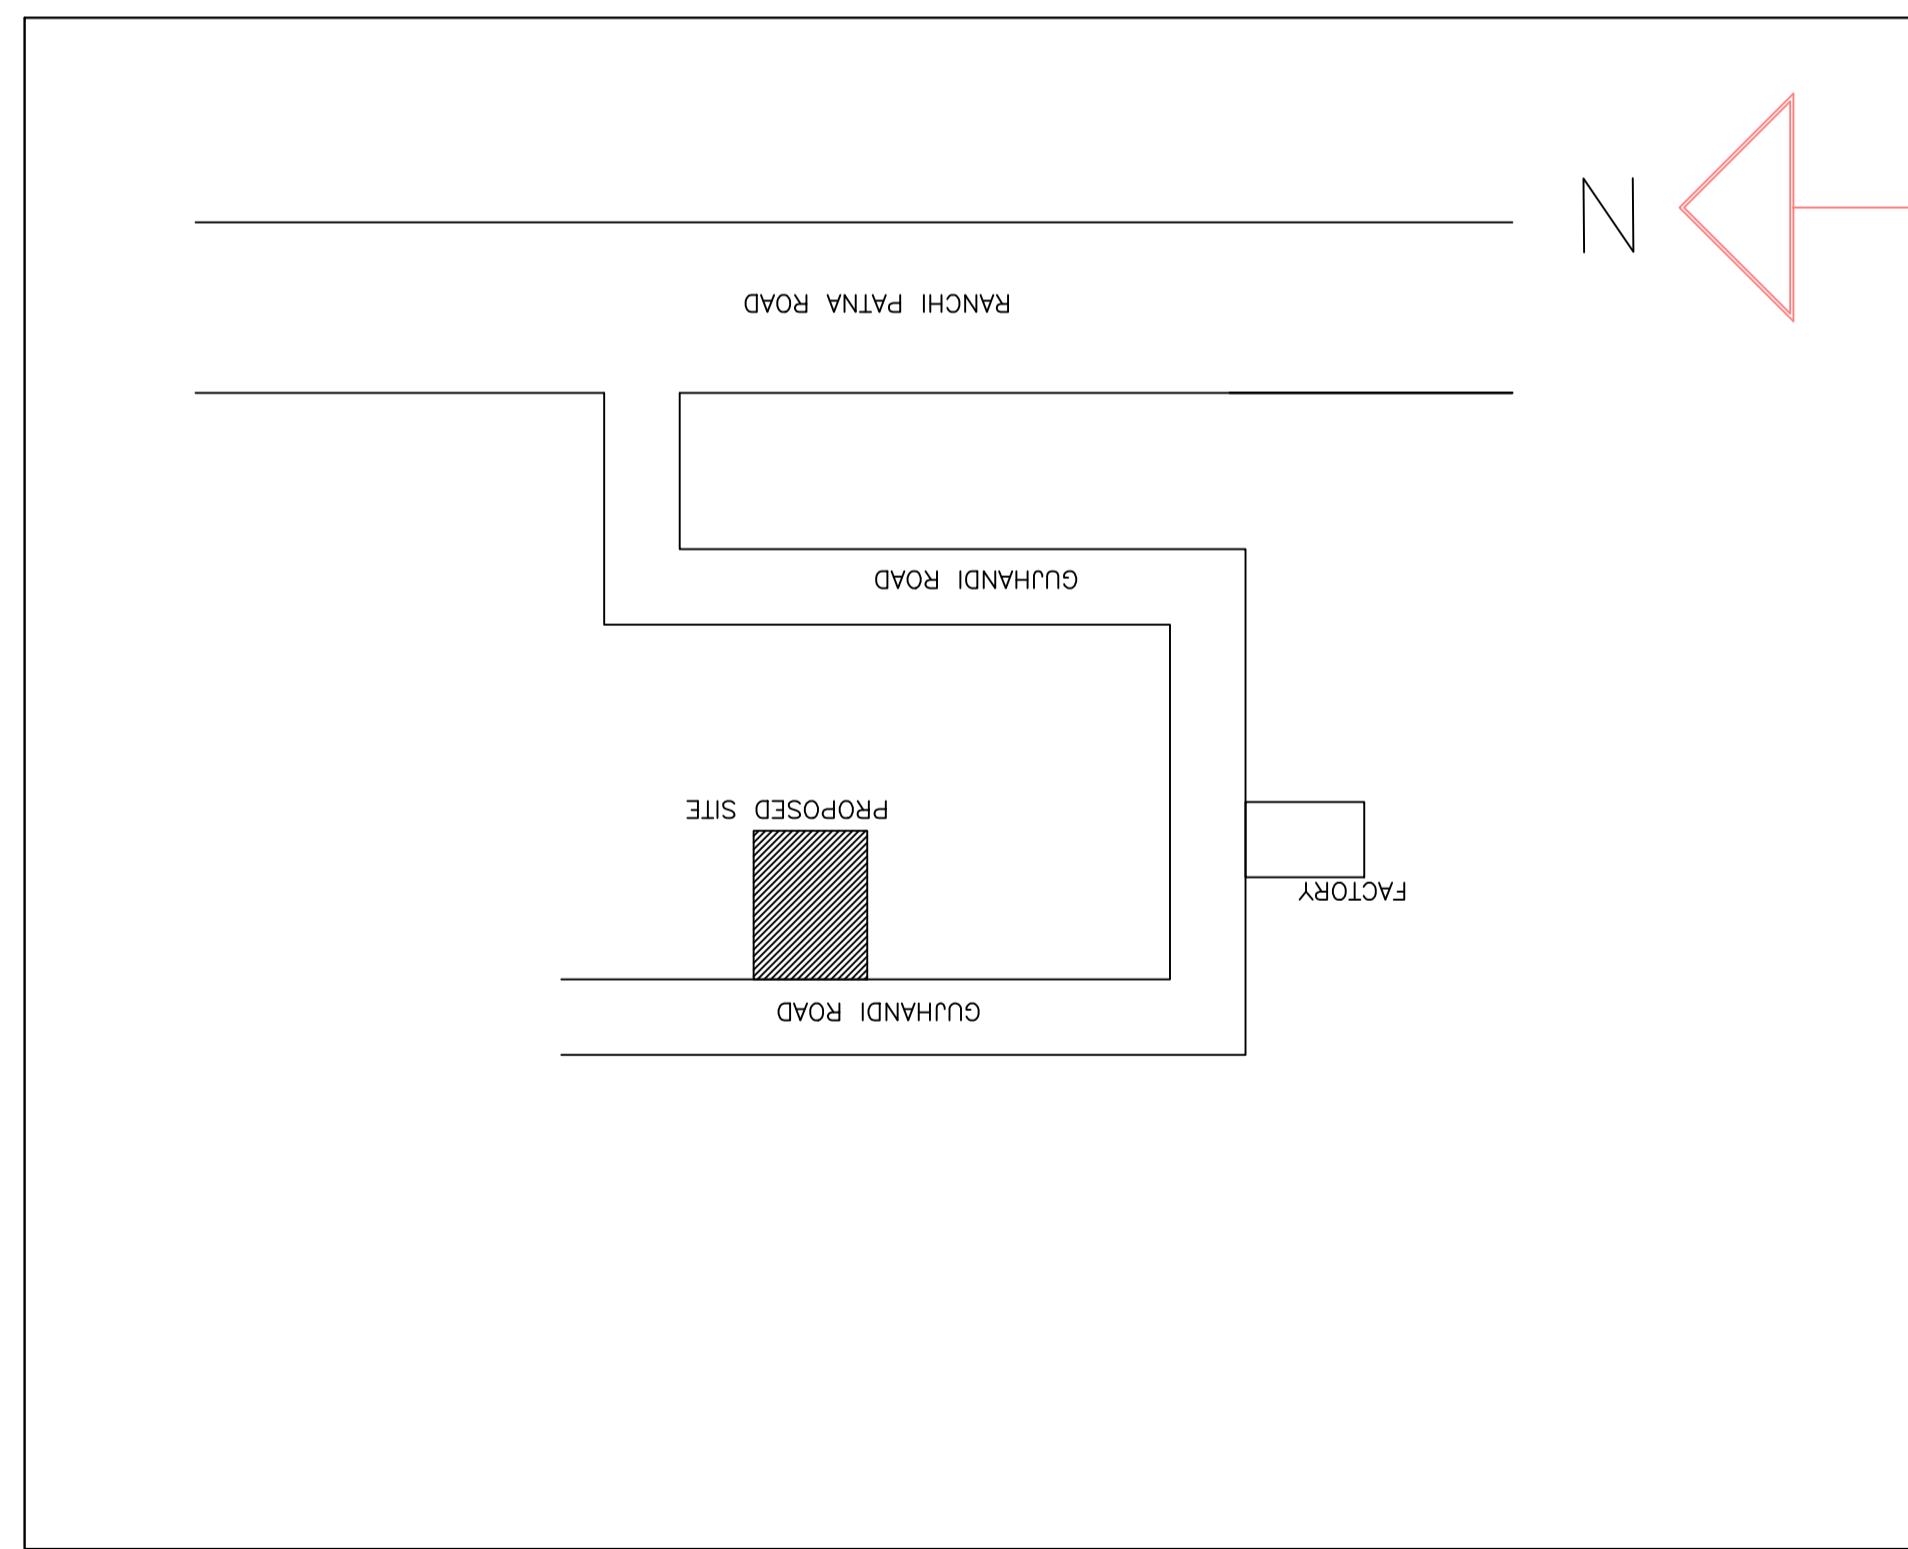 GUJHANDI ROAD
FACTORY
PROPOSED SITE
GUJHANDI ROAD
RANCHI PATNA ROAD
N